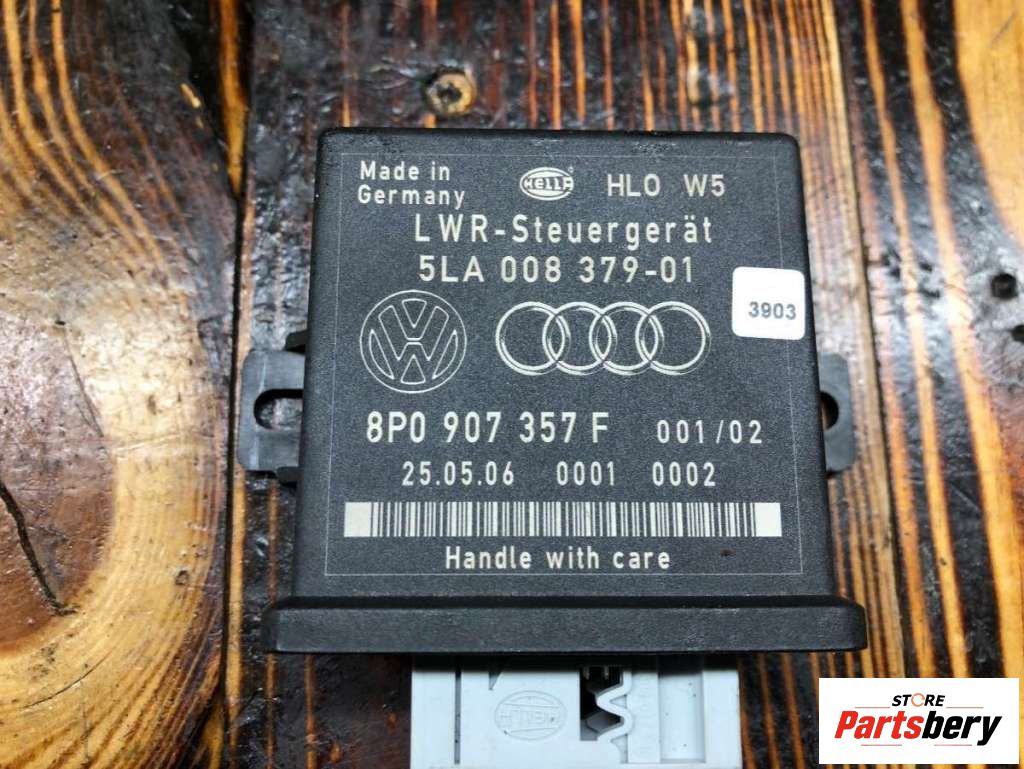 Made in
Germany
HELLA
HLO W5
LWR-Steuergerät
5LA 008 379-01
3903
8P0 907 357 F 001/02
25.05.06 0001 0002
Handle with care
HELLA
STORE
Partsbery